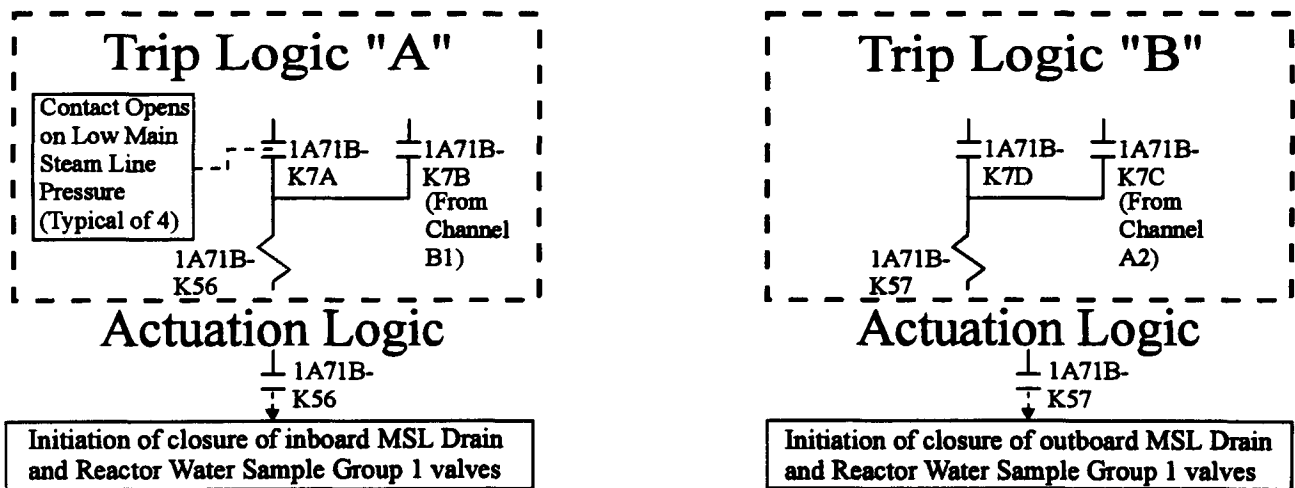 Trip Logic "A"
Contact Opens
on Low Main
Steam Line
Pressure
(Typical of 4)
1A71B-
K7A
1A71B-
K7B
(From
Channel
B1)
1A71B-
K56
Actuation Logic
1A71B-
K56
Initiation of closure of inboard MSL Drain
and Reactor Water Sample Group 1 valves
Trip Logic "B"
1A71B-
K7D
1A71B-
K7C
(From
Channel
A2)
1A71B-
K57
Actuation Logic
1A71B-
K57
Initiation of closure of outboard MSL Drain
and Reactor Water Sample Group 1 valves